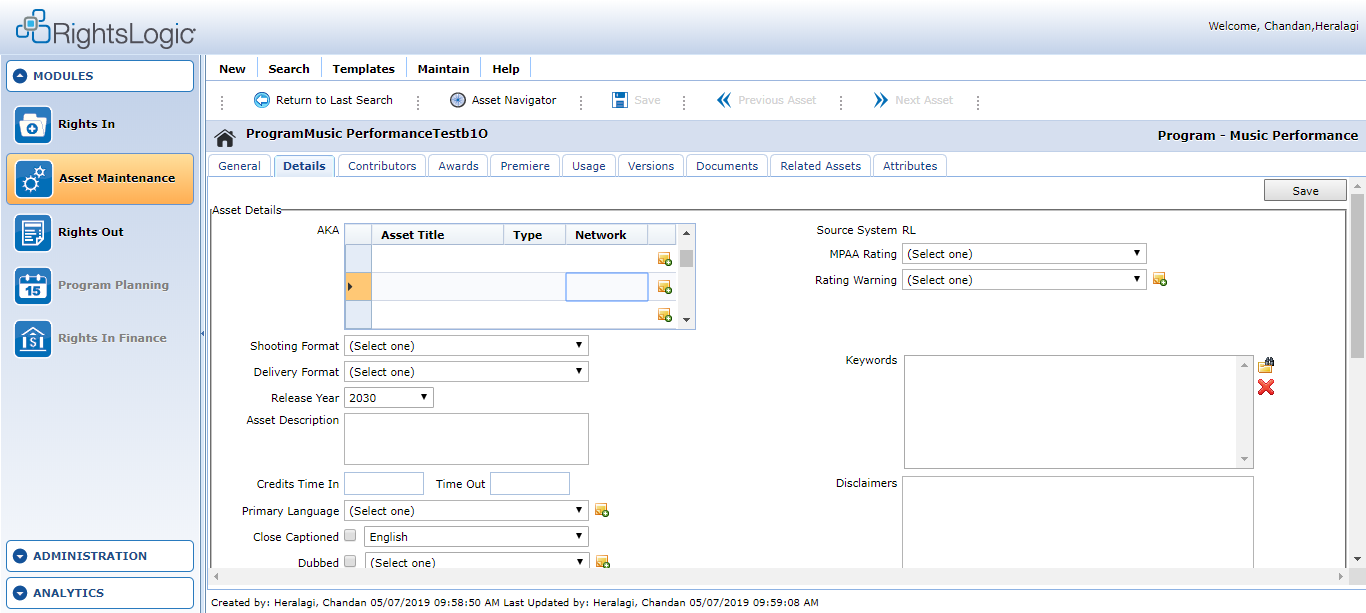 RightsLogic
Welcome, Chandan,Heralagi
MODULES
Rights In
Asset Maintenance
Rights Out
15
Program Planning
$
Rights In Finance
ADMINISTRATION
ANALYTICS
New Search Templates Maintain Help
Return to Last Search Asset Navigator Save Previous Asset Next Asset
ProgramMusic PerformanceTestb1O Program - Music Performance
General Details Contributors Awards Premiere Usage Versions Documents Related Assets Attributes
Save
Asset Details
AKA Asset Title Type Network
Source System RL
MPAA Rating (Select one)
Rating Warning (Select one)
Shooting Format (Select one)
Delivery Format (Select one)
Release Year 2030
Asset Description
Credits Time In Time Out
Primary Language (Select one)
Close Captioned English
Dubbed (Select one)
Keywords
Disclaimers
Created by: Heralagi, Chandan 05/07/2019 09:58:50 AM Last Updated by: Heralagi, Chandan 05/07/2019 09:59:08 AM